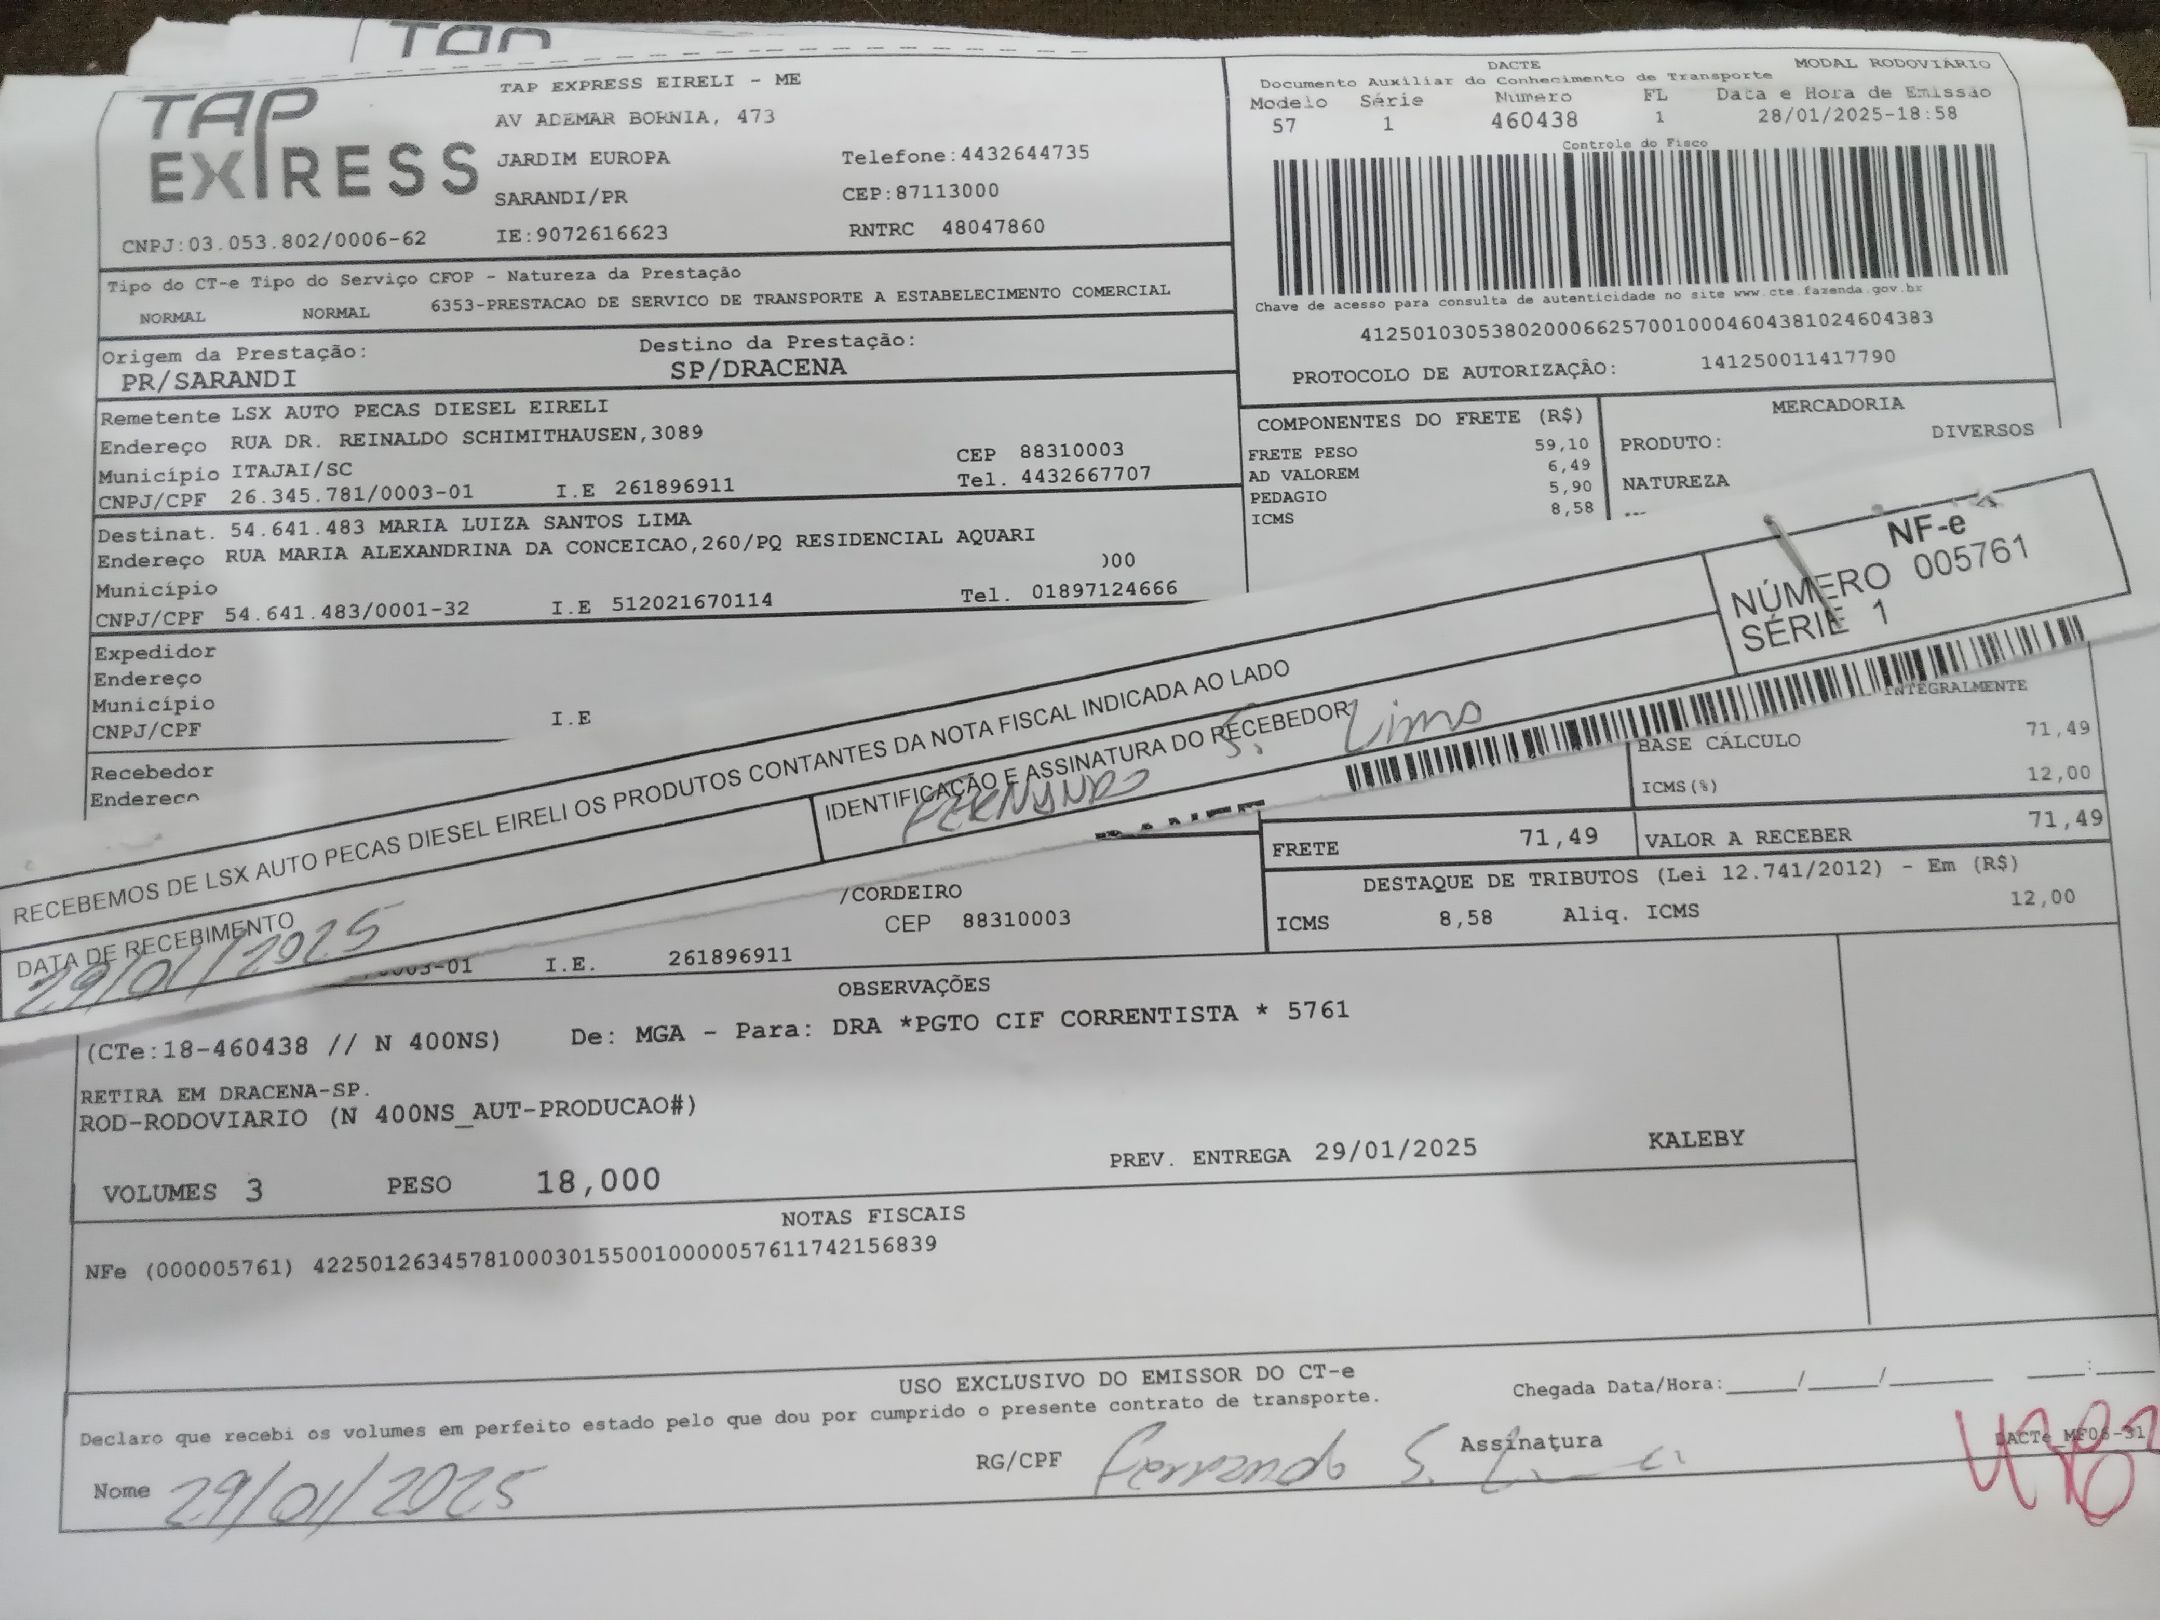 TAP EXPRESS
TAP EXPRESS EIRELI - ME
AV ADEMAR BORNIA, 473
JARDIM EUROPA Telefone:4432644735
SARANDI/PR CEP:87113000
CNPJ:03.053.802/0006-62 IE:9072616623 RNTRC 48047860
DACTE MODAL RODOVIÁRIO
Documento Auxiliar do Conhecimento de Transporte
Modelo Série Número FL Data e Hora de Emissão
57 1 460438 1 28/01/2025-18:58
Controle do Fisco
Chave de acesso para consulta de autenticidade no site www.cte.fazenda.gov.br
41250103053802000662570010004604381024604383
PROTOCOLO DE AUTORIZAÇÃO: 141250011417790
Tipo do CT-e Tipo do Serviço CFOP - Natureza da Prestação
NORMAL NORMAL 6353-PRESTACAO DE SERVICO DE TRANSPORTE A ESTABELECIMENTO COMERCIAL
Origem da Prestação: Destino da Prestação:
PR/SARANDI SP/DRACENA
Remetente LSX AUTO PECAS DIESEL EIRELI
Endereço RUA DR. REINALDO SCHIMITHAUSEN,3089
Município ITAJAI/SC CEP 88310003
CNPJ/CPF 26.345.781/0003-01 I.E 261896911 Tel. 4432667707
Destinat. 54.641.483 MARIA LUIZA SANTOS LIMA
Endereço RUA MARIA ALEXANDRINA DA CONCEICAO,260/PQ RESIDENCIAL AQUARI
Município
CNPJ/CPF 54.641.483/0001-32 I.E 512021670114 Tel. 01897124666
Expedidor
Endereço
Município
CNPJ/CPF I.E
Recebedor
Endereço
COMPONENTES DO FRETE (R$)
FRETE PESO 59,10
AD VALOREM 6,49
PEDAGIO 5,90
ICMS 8,58
MERCADORIA
PRODUTO: DIVERSOS
NATUREZA
RECEBEMOS DE LSX AUTO PECAS DIESEL EIRELI OS PRODUTOS CONTANTES DA NOTA FISCAL INDICADA AO LADO
DATA DE RECEBIMENTO
29/01/2025
IDENTIFICAÇÃO E ASSINATURA DO RECEBEDOR
FERNANDO S. Lima
NF-e
NÚMERO 005761
SÉRIE 1
INTEGRALMENTE
BASE CÁLCULO 71,49
ICMS(%) 12,00
FRETE 71,49 VALOR A RECEBER 71,49
DESTAQUE DE TRIBUTOS (Lei 12.741/2012) - Em (R$)
ICMS 8,58 Aliq. ICMS 12,00
/CORDEIRO
CEP 88310003
-01 I.E. 261896911
OBSERVAÇÕES
(CTe:18-460438 // N 400NS) De: MGA - Para: DRA *PGTO CIF CORRENTISTA * 5761
RETIRA EM DRACENA-SP.
ROD-RODOVIARIO (N 400NS_AUT-PRODUCAO#)
VOLUMES 3 PESO 18,000 PREV. ENTREGA 29/01/2025 KALEBY
NOTAS FISCAIS
NFe (000005761) 42250126345781000301550010000057611742156839
USO EXCLUSIVO DO EMISSOR DO CT-e
Declaro que recebi os volumes em perfeito estado pelo que dou por cumprido o presente contrato de transporte.
Chegada Data/Hora:_____/_____/________ ____:____
Nome 29/01/2025 RG/CPF Fernando S. Assinatura
DACTe_MF06-31